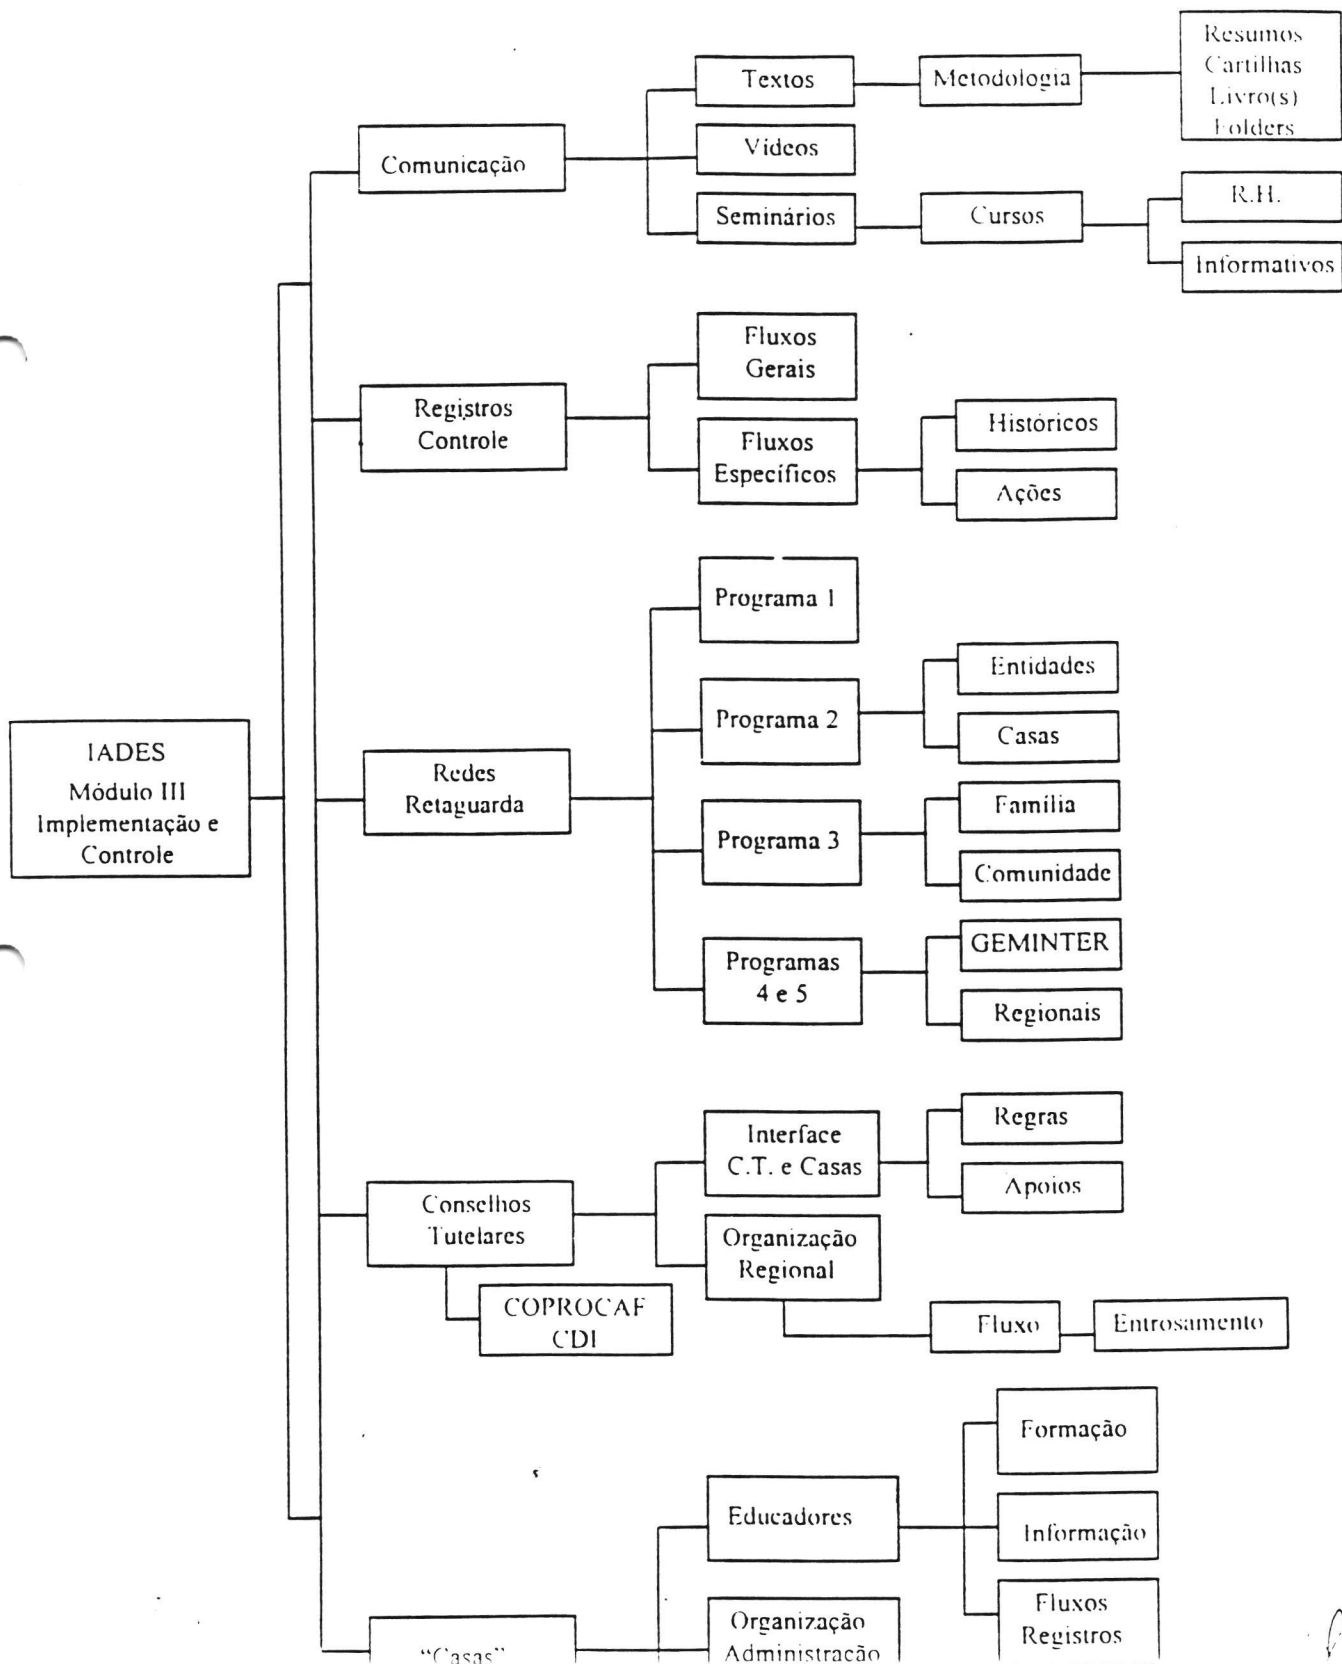 IADES
Módulo III
Implementação e
Controle
Comunicação
Textos
Metodologia
Resumos
Cartilhas
Livro(s)
Folders
Vídeos
Seminários
Cursos
R.H.
Informativos
Registros
Controle
Fluxos
Gerais
Fluxos
Específicos
Históricos
Ações
Redes
Retaguarda
Programa 1
Programa 2
Entidades
Casas
Programa 3
Família
Comunidade
Programas
4 e 5
GEMINTER
Regionais
Conselhos
Tutelares
COPROCAF
CDI
Interface
C.T. e Casas
Regras
Apoios
Organização
Regional
Fluxo
Entrosamento
"Casas"
Educadores
Formação
Informação
Fluxos
Registros
Organização
Administração